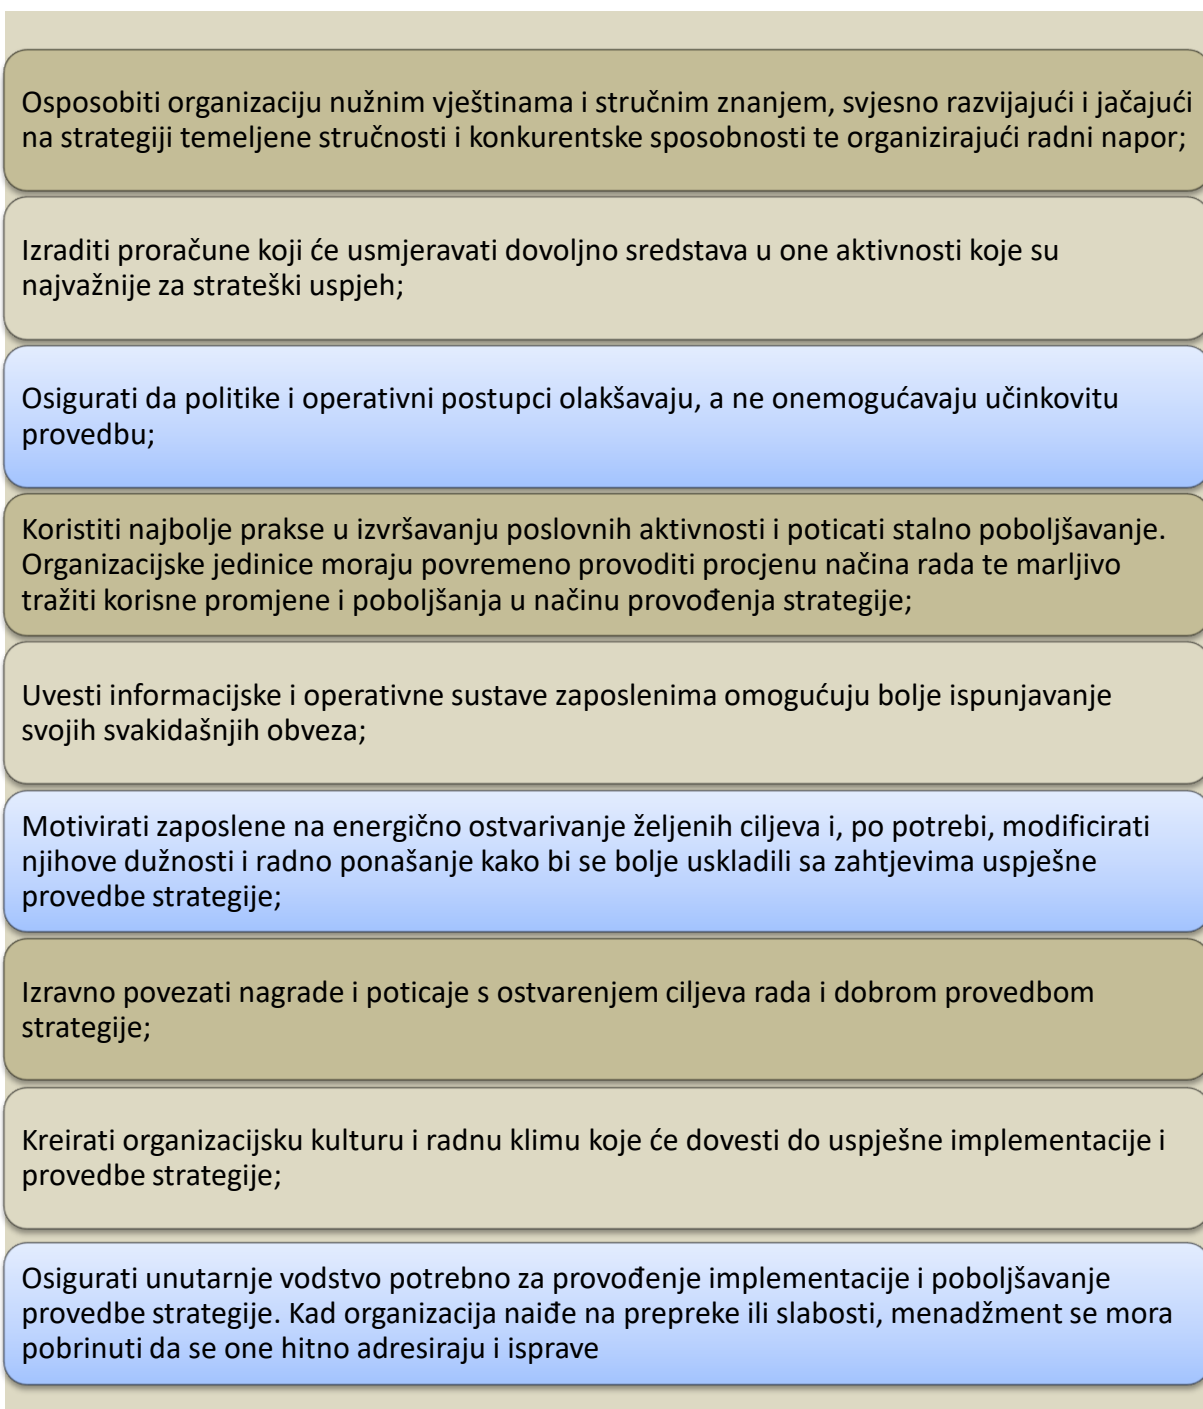 Osposobiti organizaciju nužnim vještinama i stručnim znanjem, svjesno razvijajući i jačajući
na strategiji temeljene stručnosti i konkurentske sposobnosti te organizirajući radni napor;
Izraditi proračune koji će usmjeravati dovoljno sredstava u one aktivnosti koje su
najvažnije za strateški uspjeh;
Osigurati da politike i operativni postupci olakšavaju, a ne onemogućavaju učinkovitu
provedbu;
Koristiti najbolje prakse u izvršavanju poslovnih aktivnosti i poticati stalno poboljšavanje.
Organizacijske jedinice moraju povremeno provoditi procjenu načina rada te marljivo
tražiti korisne promjene i poboljšanja u načinu provođenja strategije;
Uvesti informacijske i operativne sustave zaposlenima omogućuju bolje ispunjavanje
svojih svakidašnjih obveza;
Motivirati zaposlene na energično ostvarivanje željenih ciljeva i, po potrebi, modificirati
njihove dužnosti i radno ponašanje kako bi se bolje uskladili sa zahtjevima uspješne
provedbe strategije;
Izravno povezati nagrade i poticaje s ostvarenjem ciljeva rada i dobrom provedbom
strategije;
Kreirati organizacijsku kulturu i radnu klimu koje će dovesti do uspješne implementacije i
provedbe strategije;
Osigurati unutarnje vodstvo potrebno za provođenje implementacije i poboljšavanje
provedbe strategije. Kad organizacija naiđe na prepreke ili slabosti, menadžment se mora
pobrinuti da se one hitno adresiraju i isprave